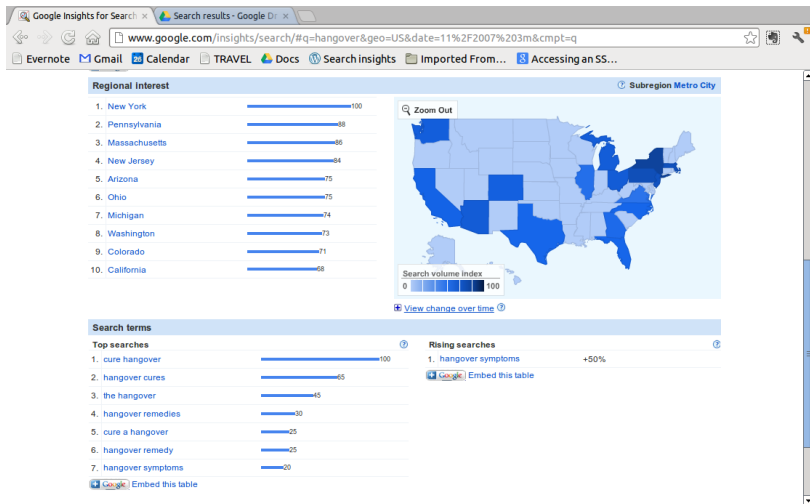 Google Insights for Search
Search results - Google Dr
www.google.com/insights/search/#q=hangover&geo=US&date=11%2F2007%203m&cmpt=q
Evernote Gmail 26 Calendar TRAVEL Docs Search insights Imported From... 8 Accessing an SS...
Regional Interest
Subregion Metro City
1. New York 100
2. Pennsylvania 88
3. Massachusetts 86
4. New Jersey 84
5. Arizona 75
6. Ohio 75
7. Michigan 74
8. Washington 73
9. Colorado 71
10. California 68
Zoom Out
Search volume index
0 100
View change over time
Search terms
Top searches
1. cure hangover 100
2. hangover cures 65
3. the hangover 45
4. hangover remedies 30
5. cure a hangover 25
6. hangover remedy 25
7. hangover symptoms 20
Google Embed this table
Rising searches
1. hangover symptoms +50%
Google Embed this table